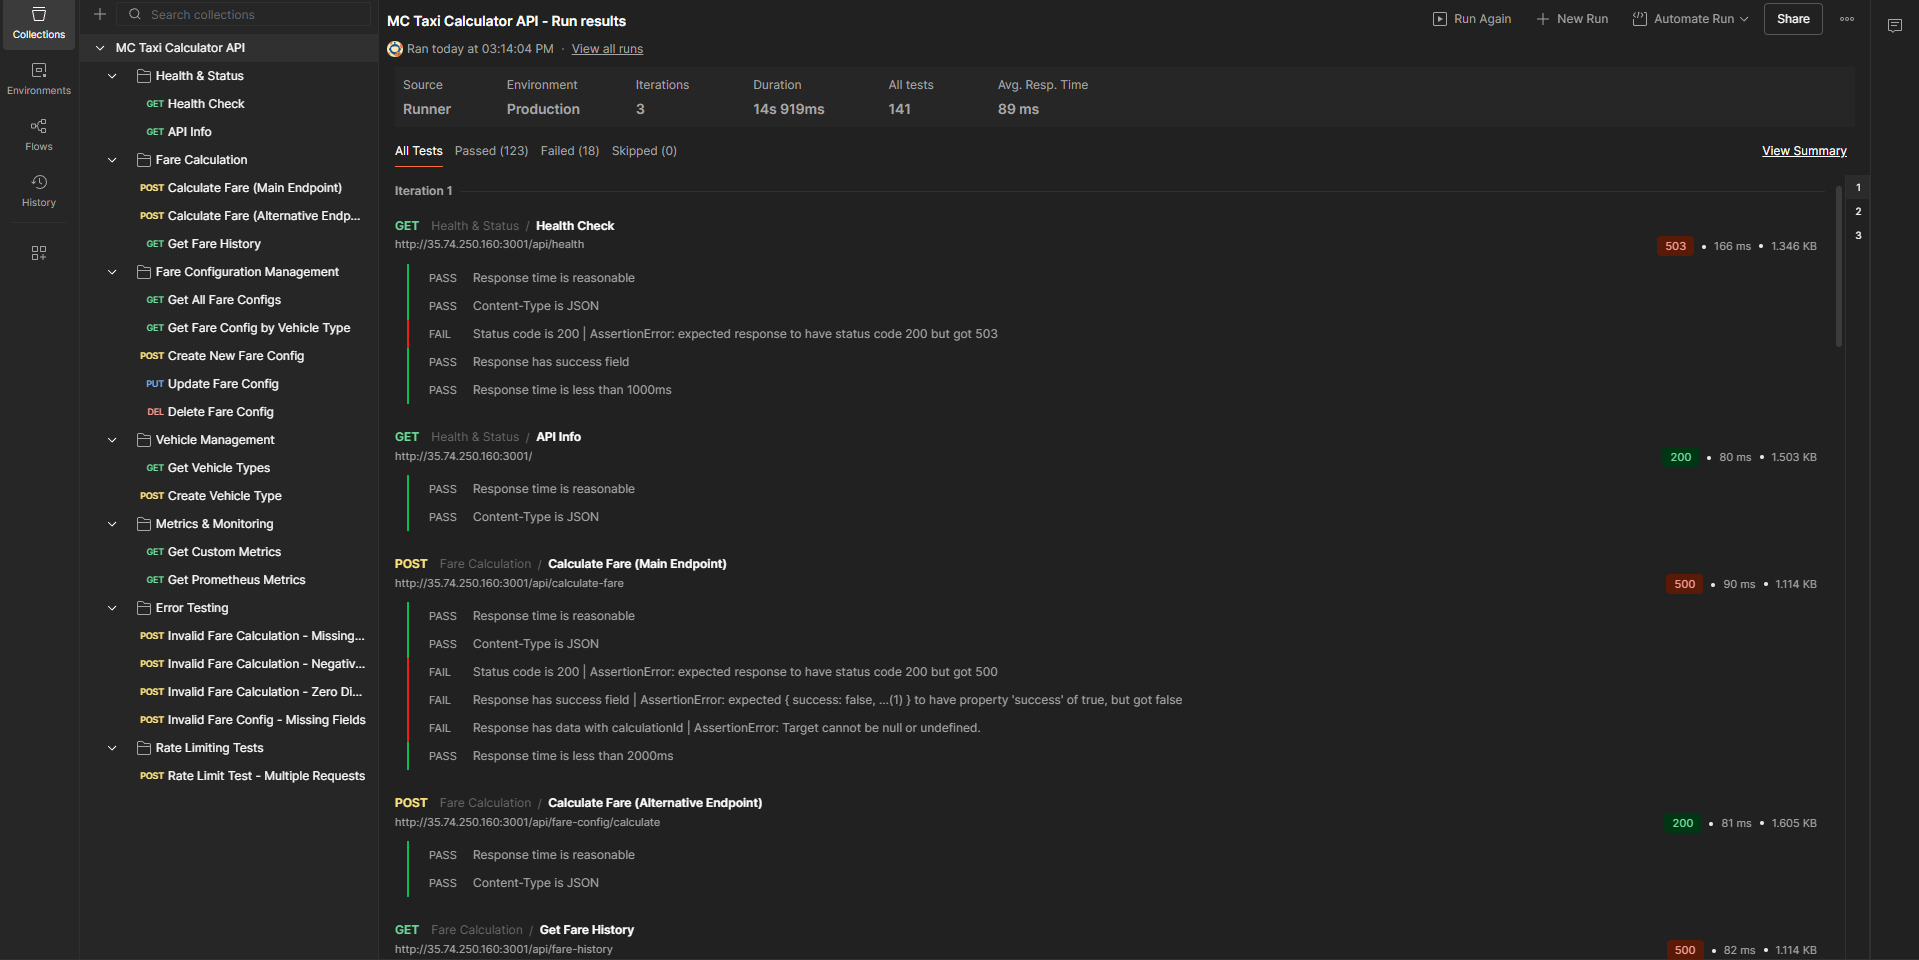 Collections
Environments
Flows
History
Search collections
MC Taxi Calculator API
Health & Status
GET Health Check
GET API Info
Fare Calculation
POST Calculate Fare (Main Endpoint)
POST Calculate Fare (Alternative Endp...
GET Get Fare History
Fare Configuration Management
GET Get All Fare Configs
GET Get Fare Config by Vehicle Type
POST Create New Fare Config
PUT Update Fare Config
DEL Delete Fare Config
Vehicle Management
GET Get Vehicle Types
POST Create Vehicle Type
Metrics & Monitoring
GET Get Custom Metrics
GET Get Prometheus Metrics
Error Testing
POST Invalid Fare Calculation - Missing...
POST Invalid Fare Calculation - Negativ...
POST Invalid Fare Calculation - Zero Di...
POST Invalid Fare Config - Missing Fields
Rate Limiting Tests
POST Rate Limit Test - Multiple Requests
MC Taxi Calculator API - Run results
Run Again New Run Automate Run Share
Ran today at 03:14:04 PM · View all runs
Source Environment Iterations Duration All tests Avg. Resp. Time
Runner Production 3 14s 919ms 141 89 ms
All Tests Passed (123) Failed (18) Skipped (0) View Summary
Iteration 1
1
2
3
GET Health & Status / Health Check
http://35.74.250.160:3001/api/health
503 • 166 ms • 1.346 KB
PASS Response time is reasonable
PASS Content-Type is JSON
FAIL Status code is 200 | AssertionError: expected response to have status code 200 but got 503
PASS Response has success field
PASS Response time is less than 1000ms
GET Health & Status / API Info
http://35.74.250.160:3001/
200 • 80 ms • 1.503 KB
PASS Response time is reasonable
PASS Content-Type is JSON
POST Fare Calculation / Calculate Fare (Main Endpoint)
http://35.74.250.160:3001/api/calculate-fare
500 • 90 ms • 1.114 KB
PASS Response time is reasonable
PASS Content-Type is JSON
FAIL Status code is 200 | AssertionError: expected response to have status code 200 but got 500
FAIL Response has success field | AssertionError: expected { success: false, ...(1) } to have property 'success' of true, but got false
FAIL Response has data with calculationId | AssertionError: Target cannot be null or undefined.
PASS Response time is less than 2000ms
POST Fare Calculation / Calculate Fare (Alternative Endpoint)
http://35.74.250.160:3001/api/fare-config/calculate
200 • 81 ms • 1.605 KB
PASS Response time is reasonable
PASS Content-Type is JSON
GET Fare Calculation / Get Fare History
http://35.74.250.160:3001/api/fare-history
500 • 82 ms • 1.114 KB